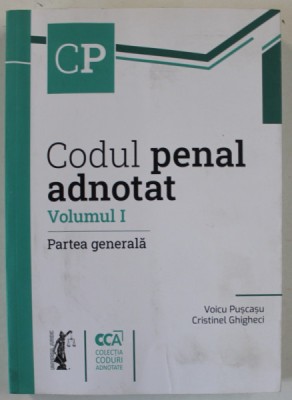 CP
Codul penal
adnotat
Volumul I
Partea generală
Voicu Pușcașu
Cristinel Ghigheci
CCA
COLECȚIA
CODURI
ADNOTATE